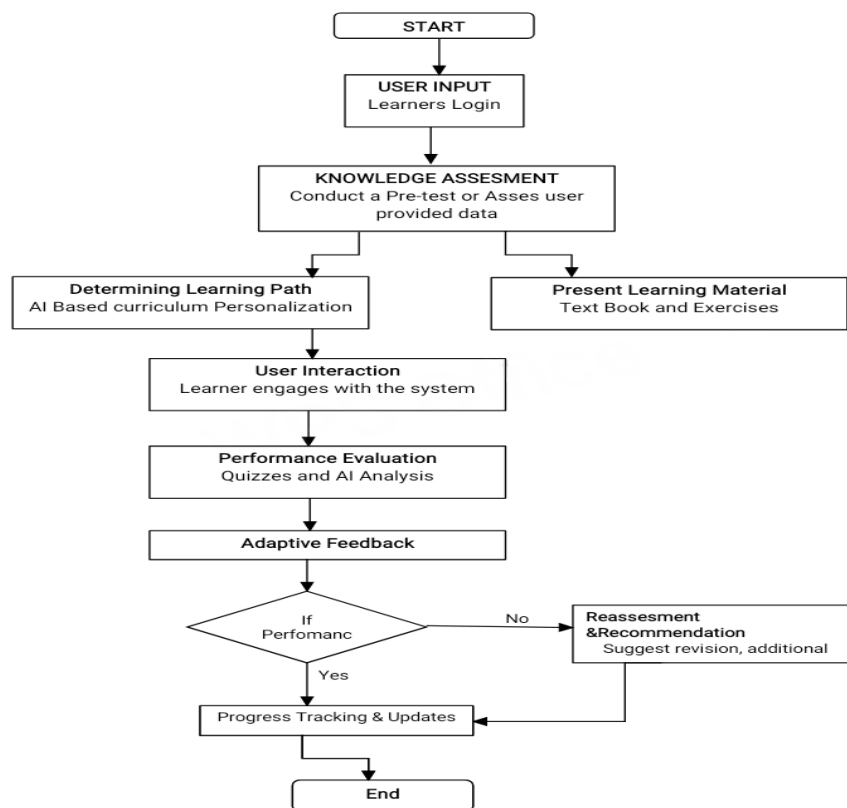 START
USER INPUT
Learners Login
KNOWLEDGE ASSESMENT
Conduct a Pre-test or Asses user
provided data
Determining Learning Path
AI Based curriculum Personalization
Present Learning Material
Text Book and Exercises
User Interaction
Learner engages with the system
Performance Evaluation
Quizzes and AI Analysis
Adaptive Feedback
If
Perfomanc
No
Reassesment
&Recommendation
Suggest revision, additional
Yes
Progress Tracking & Updates
End